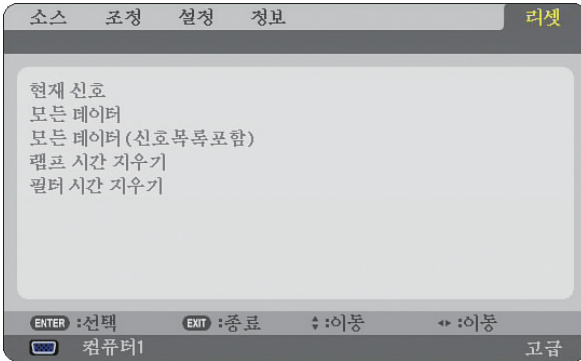 소스 조정 설정 정보 리셋
현재 신호
모든 데이터
모든 데이터(신호목록포함)
램프 시간 지우기
필터 시간 지우기
ENTER :선택 EXIT :종료 :이동 :이동
컴퓨터1 고급